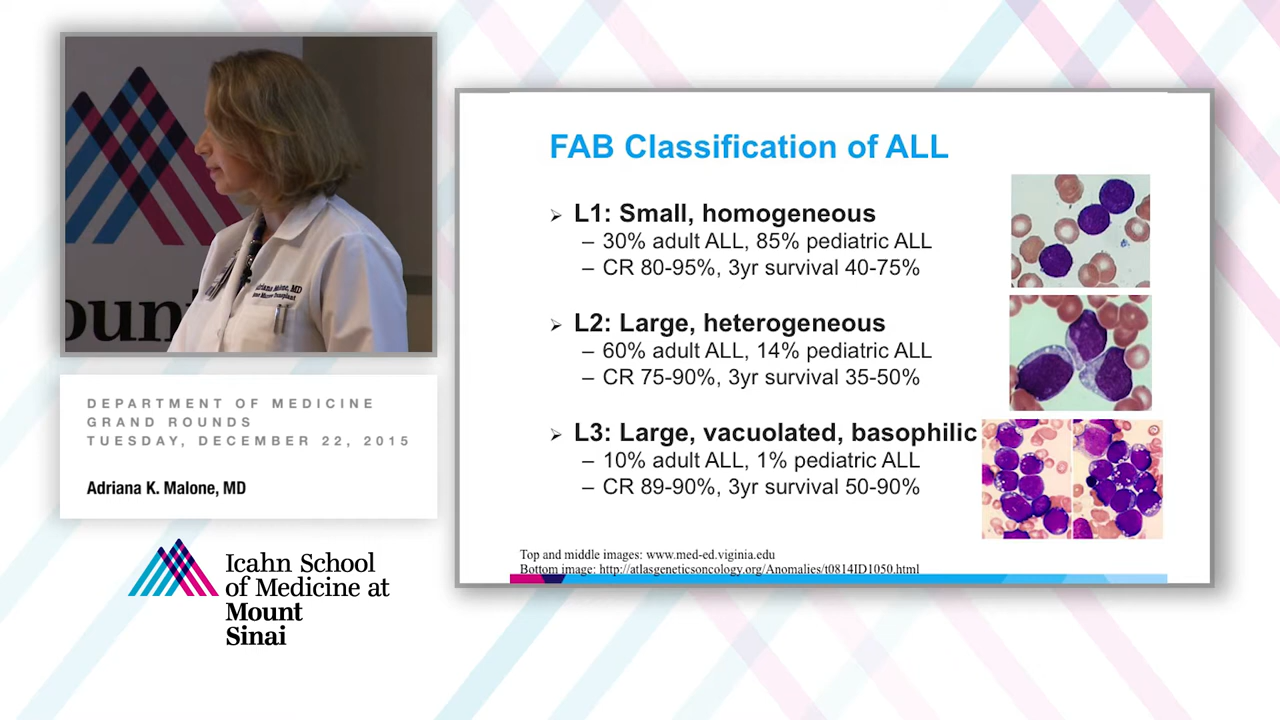 ount
Adriana Malone, MD
DEPARTMENT OF MEDICINE
GRAND ROUNDS
TUESDAY, DECEMBER 22, 2015
Adriana K. Malone, MD
Icahn School
of Medicine at
Mount
Sinai
FAB Classification of ALL
➢ L1: Small, homogeneous
– 30% adult ALL, 85% pediatric ALL
– CR 80-95%, 3yr survival 40-75%
➢ L2: Large, heterogeneous
– 60% adult ALL, 14% pediatric ALL
– CR 75-90%, 3yr survival 35-50%
➢ L3: Large, vacuolated, basophilic
– 10% adult ALL, 1% pediatric ALL
– CR 89-90%, 3yr survival 50-90%
Top and middle images: www.med-ed.viginia.edu
Bottom image: http://atlasgeneticsoncology.org/Anomalies/t0814ID1050.html